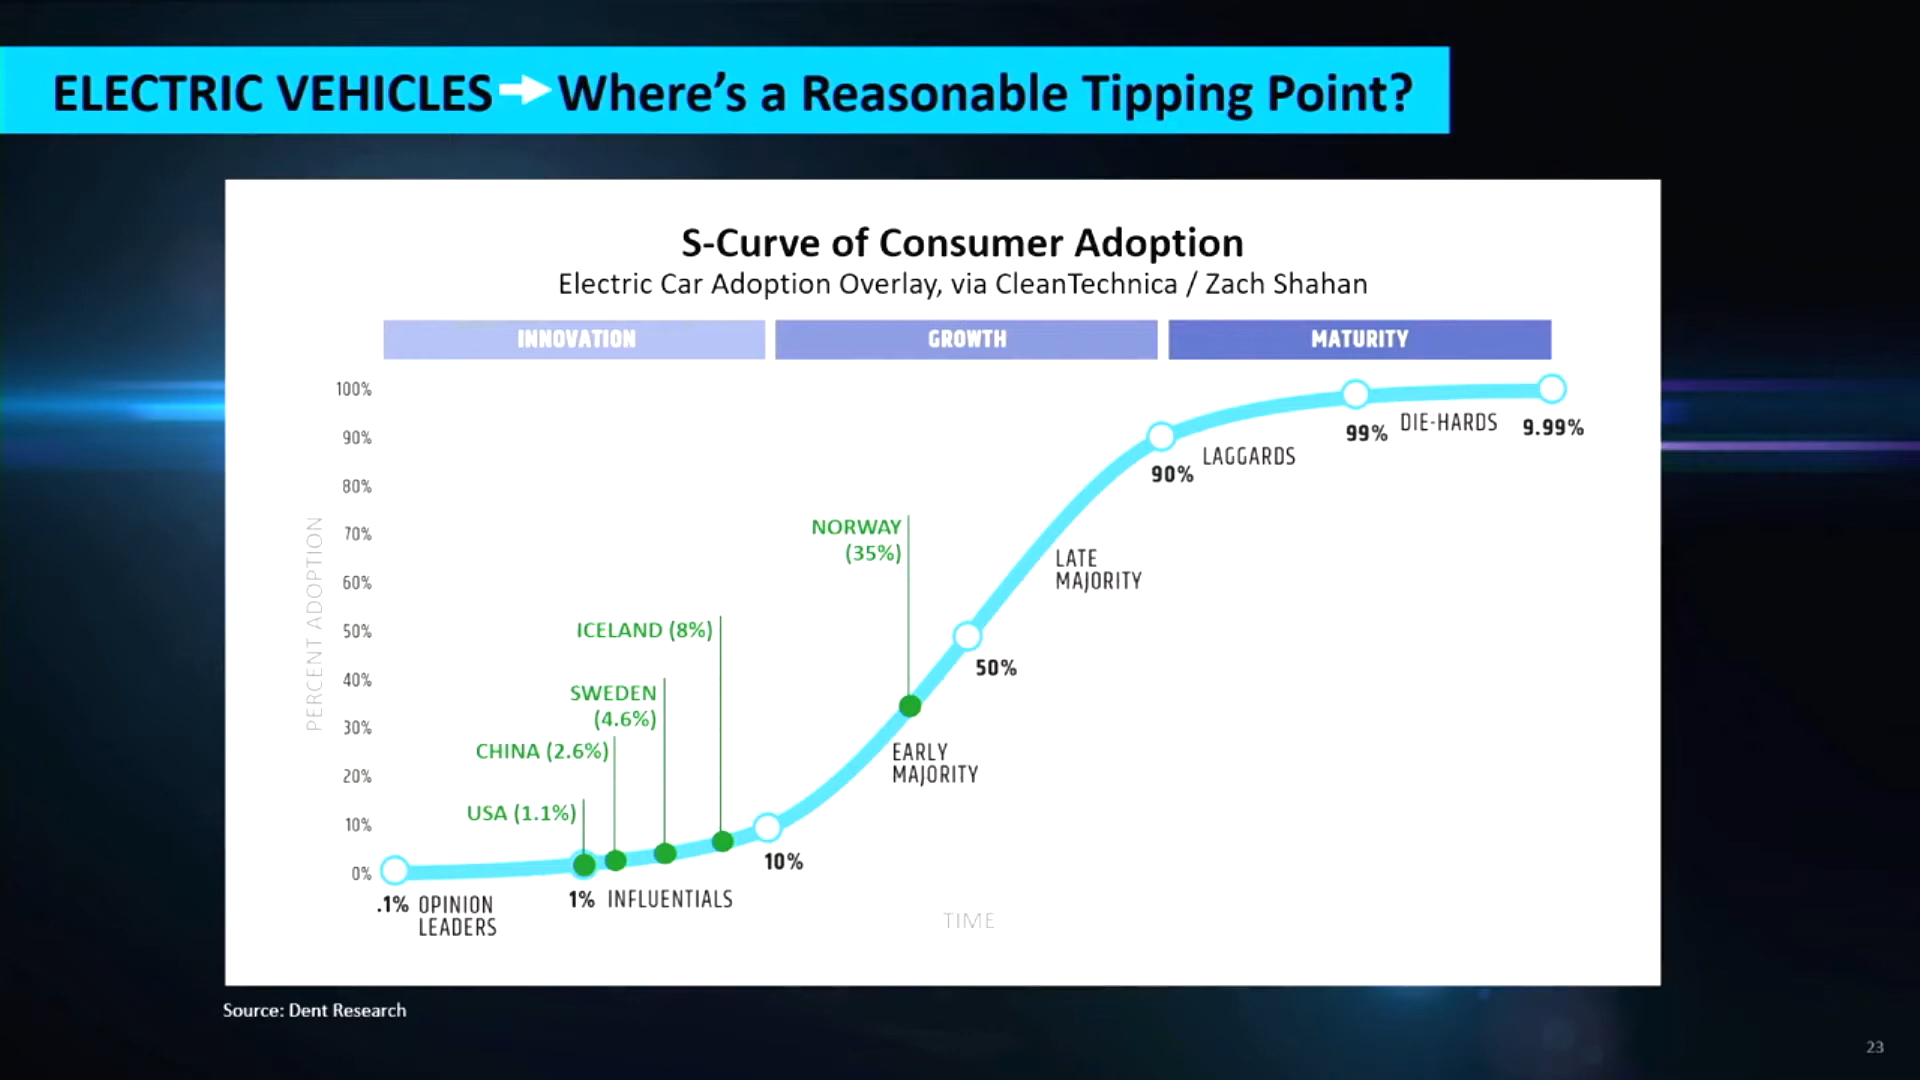 ELECTRIC VEHICLES Where's a Reasonable Tipping Point?
S-Curve of Consumer Adoption
Electric Car Adoption Overlay, via CleanTechnica / Zach Shahan
INNOVATION
GROWTH
MATURITY
PERCENT ADOPTION
100%
90%
80%
70%
60%
50%
40%
30%
20%
10%
0%
USA (1.1%)
CHINA (2.6%)
SWEDEN
(4.6%)
ICELAND (8%)
NORWAY
(35%)
.1%
OPINION
LEADERS
1%
INFLUENTIALS
10%
EARLY
MAJORITY
50%
LATE
MAJORITY
90%
LAGGARDS
99%
DIE-HARDS
9.99%
TIME
Source: Dent Research
23